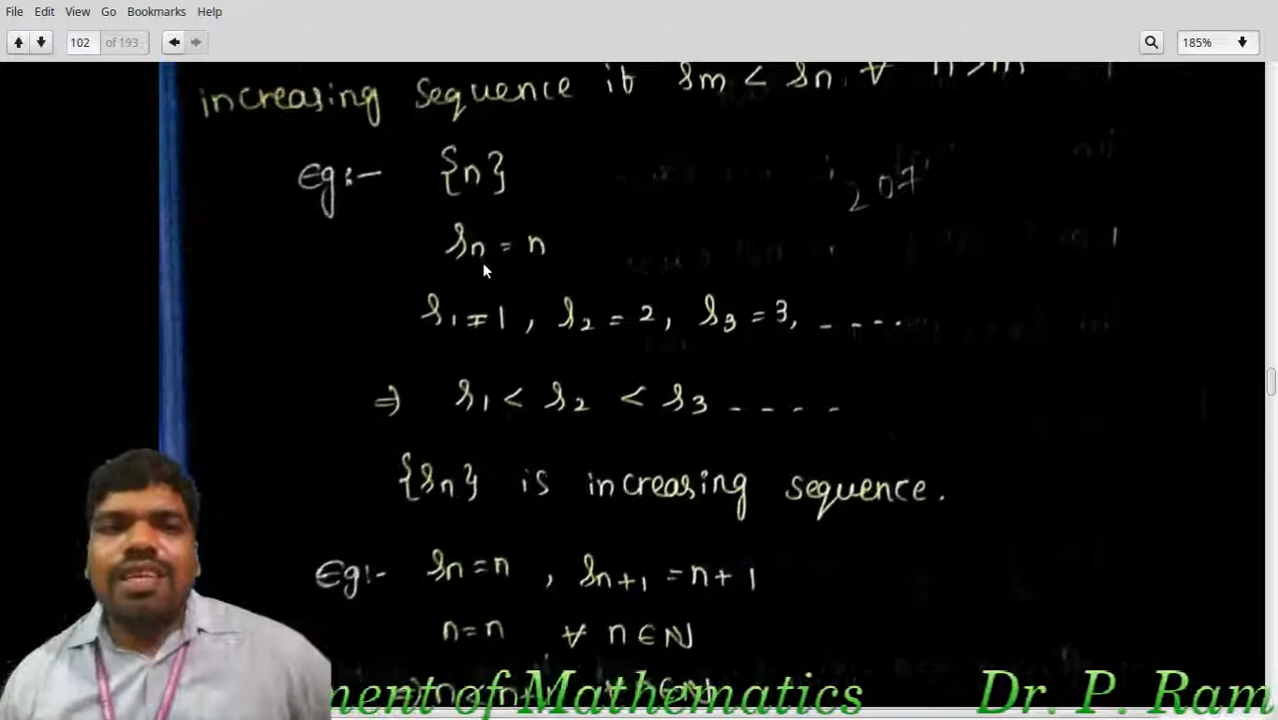 File Edit View Go Bookmarks Help
102 of 193 185%
increasing sequence if Sm < Sn ∀ n>m
Eg:- {n}
207
Sn = n
S1 = 1, S2 = 2, S3 = 3, - - - -
⇒ S1 < S2 < S3 - - - -
{Sn} is increasing sequence.
Eg:- Sn = n, Sn+1 = n+1
n=n ∀ n∈N
ment of Mathematics Dr. P. Ram